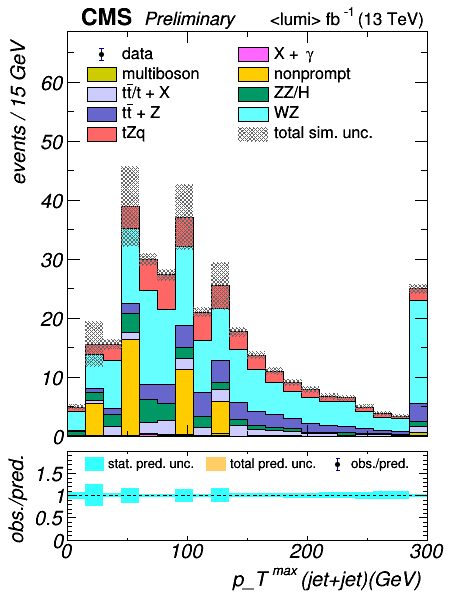 CMS Preliminary <lumi> fb⁻¹ (13 TeV)
events / 15 GeV
data
X + γ
multiboson
nonprompt
tt̄/t + X
ZZ/H
tt̄ + Z
WZ
tZq
total sim. unc.
60
50
40
30
20
10
0
obs./pred.
stat. pred. unc.
total pred. unc.
obs./pred.
1.5
1
0.5
0
0 100 200 300
p_T^max (jet+jet)(GeV)